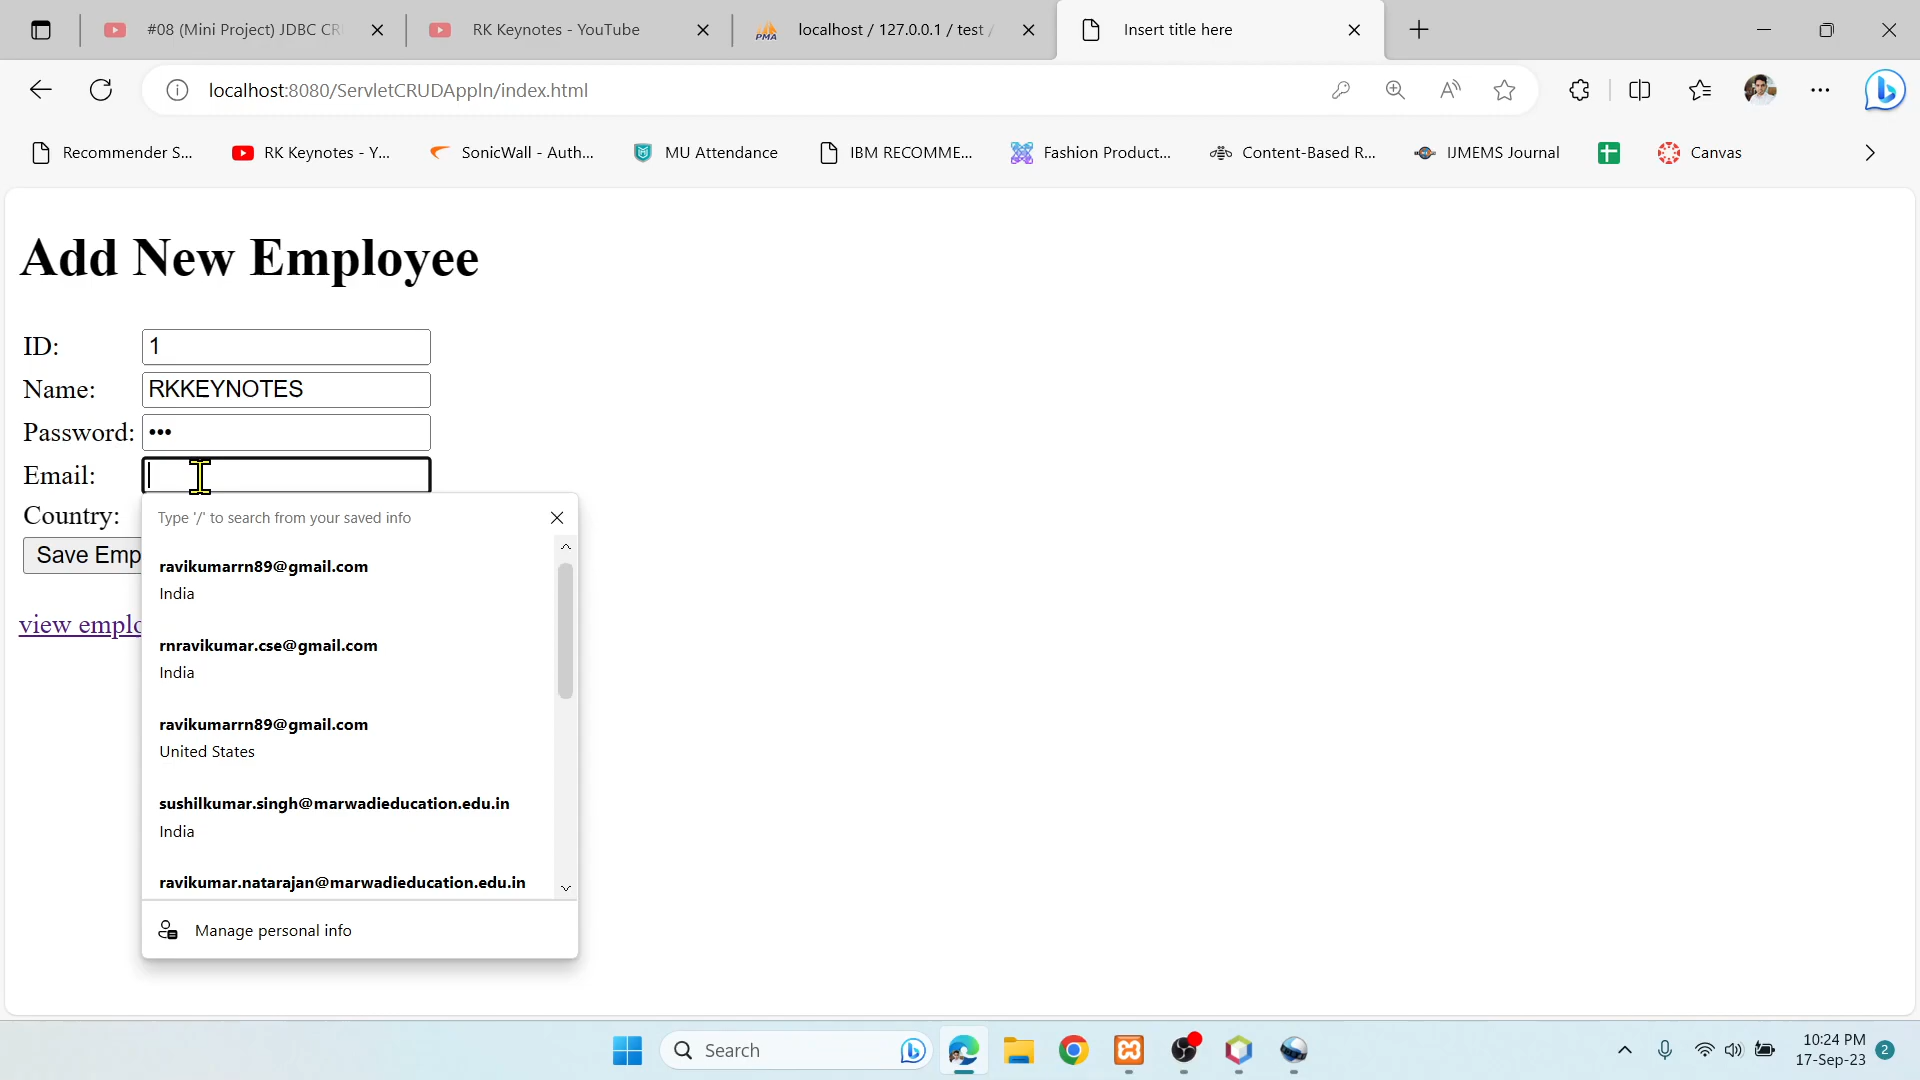 #08 (Mini Project) JDBC CR
RK Keynotes - YouTube
PMA
localhost / 127.0.0.1 / test /
Insert title here
localhost:8080/ServletCRUDAppln/index.html
Recommender S...
RK Keynotes - Y...
SonicWall - Auth...
MU Attendance
IBM RECOMME...
Fashion Product...
Content-Based R...
IJMEMS Journal
Canvas
Add New Employee
ID: 1
Name: RKKEYNOTES
Password: •••
Email:
Country:
Save Emp
view emplo
Type '/' to search from your saved info
ravikumarrn89@gmail.com
India
rnravikumar.cse@gmail.com
India
ravikumarrn89@gmail.com
United States
sushilkumar.singh@marwadieducation.edu.in
India
ravikumar.natarajan@marwadieducation.edu.in
Manage personal info
Search
10:24 PM
17-Sep-23
2